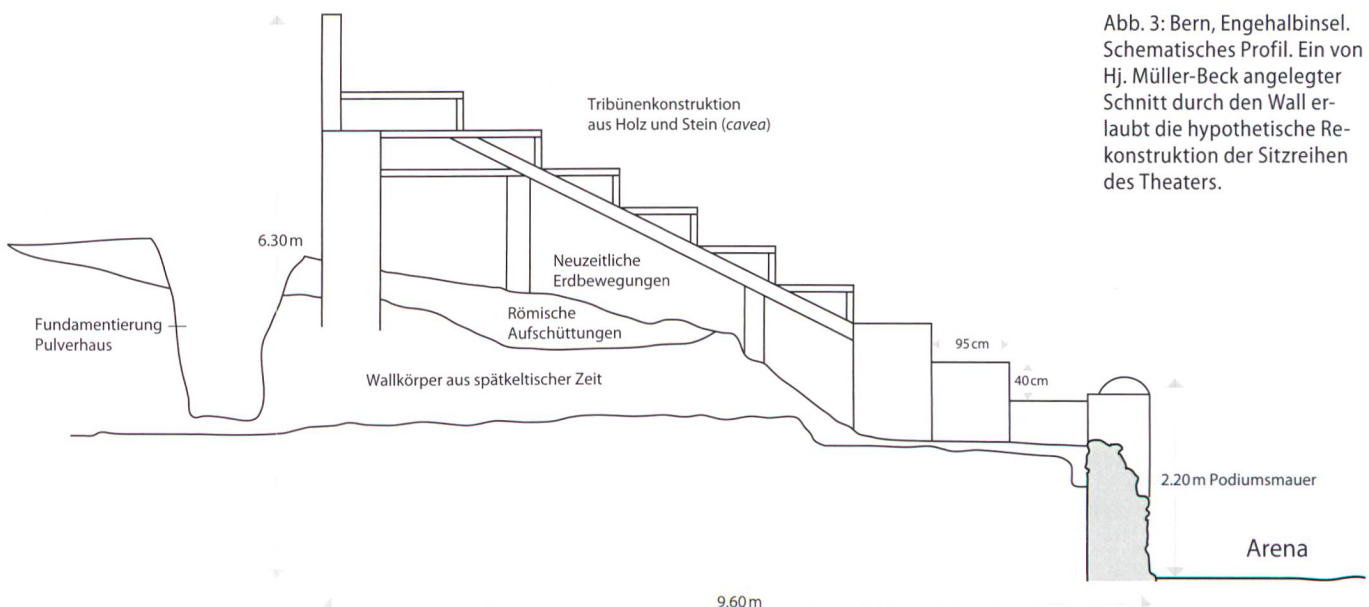 Abb. 3: Bern, Engehalbinsel.
Schematisches Profil. Ein von
Hj. Müller-Beck angelegter
Schnitt durch den Wall er-
laubt die hypothetische Re-
konstruktion der Sitzreihen
des Theaters.
Tribünenkonstruktion
aus Holz und Stein (cavea)
6.30 m
Neuzeitliche
Erdbewegungen
Fundamentierung
Pulverhaus
Römische
Aufschüttungen
95 cm
Wallkörper aus spätkeltischer Zeit
40 cm
2.20 m Podiumsmauer
Arena
9.60 m